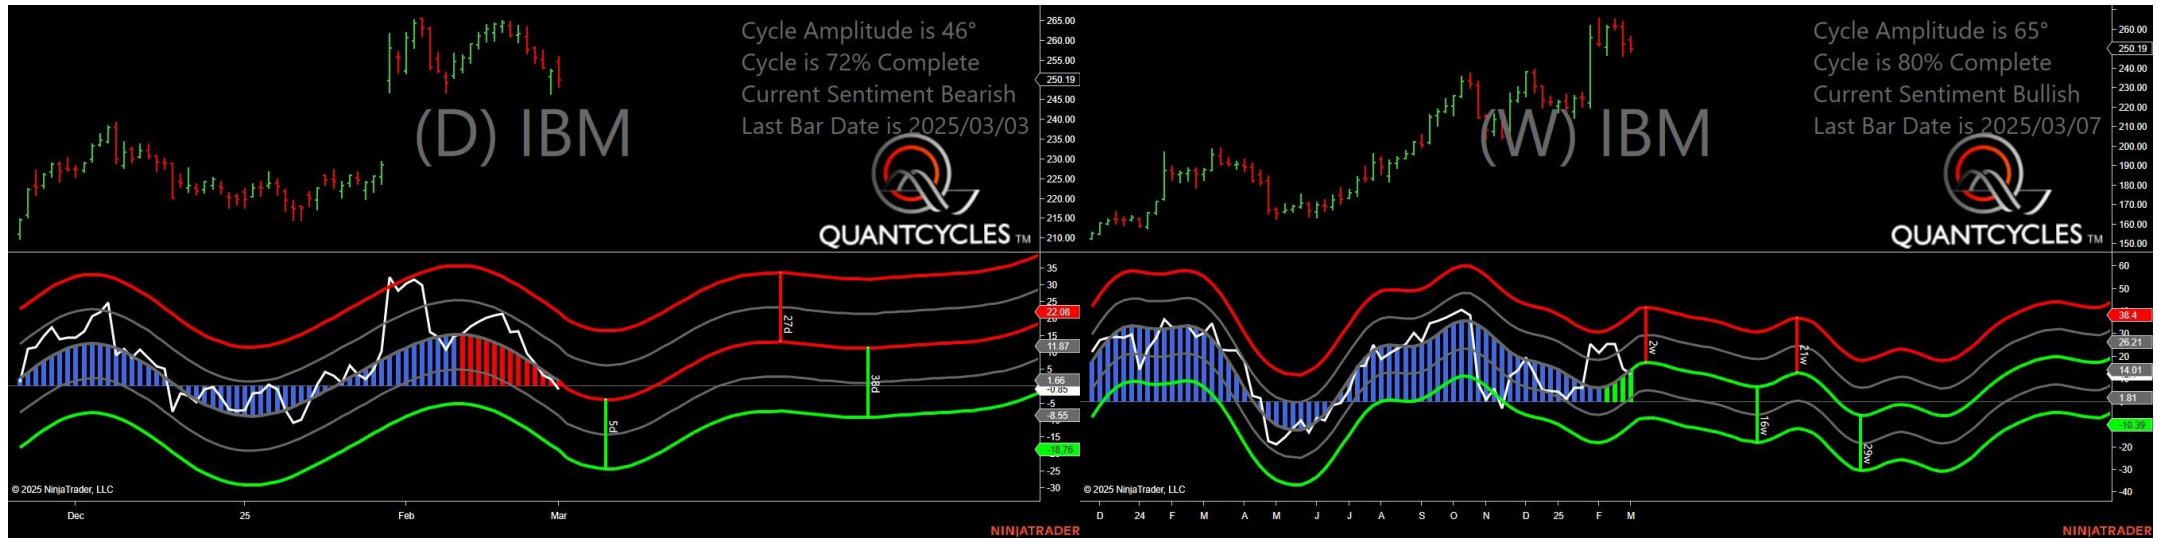 Cycle Amplitude is 46°
Cycle is 72% Complete
Current Sentiment Bearish
Last Bar Date is 2025/03/03
(D) IBM
QUANTCYCLES TM
265.00
260.00
255.00
250.19
245.00
240.00
235.00
230.00
225.00
220.00
215.00
210.00
35
30
25
22.08
15
11.87
5
1.66
-0.85
-5
-8.55
-15
-18.76
-25
-30
27d
38d
5d
© 2025 NinjaTrader, LLC
Dec
25
Feb
Mar
NINJATRADER
Cycle Amplitude is 65°
Cycle is 80% Complete
Current Sentiment Bullish
Last Bar Date is 2025/03/07
(W) IBM
QUANTCYCLES TM
260.00
250.19
240.00
230.00
220.00
210.00
200.00
190.00
180.00
170.00
160.00
150.00
60
50
38.4
30
26.21
20
14.01
1.81
-10.39
-20
-30
-40
2w
21w
16w
29w
© 2025 NinjaTrader, LLC
D
24
F
M
A
M
J
J
A
S
O
N
D
25
F
M
NINJATRADER